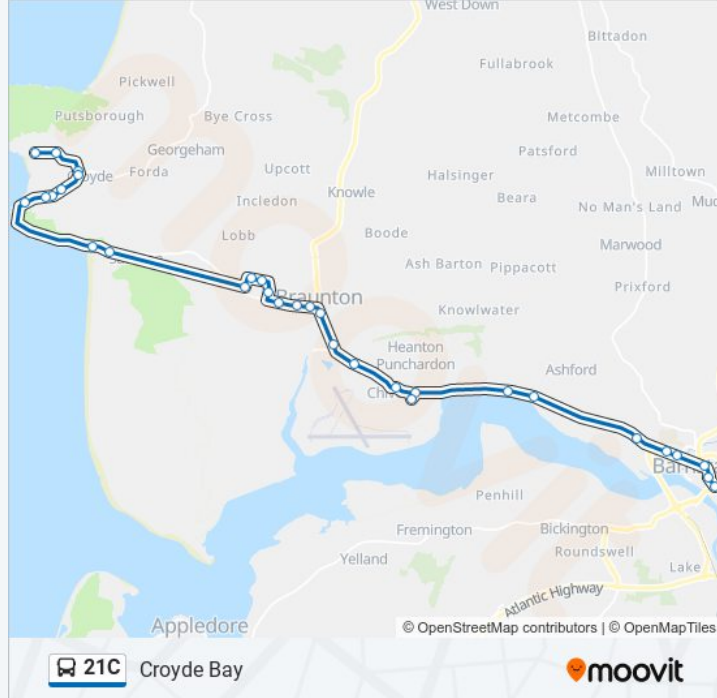 West Down
Bittadon
Fullabrook
Pickwell
Putsborough
Bye Cross
Metcombe
Georgeham
Patsford
Forda
Upcott
Halsinger
Milltown
Knowle
Beara
Incledon
No Man's Land
Lobb
Boode
Marwood
Ash Barton
Pippacott
Prixford
Braunton
Knowlwater
Heanton
Punchardon
Ashford
Penhill
Fremington
Bickington
Roundswell
Yelland
Lake
Atlantic Highway
Appledore
© OpenStreetMap contributors | © OpenMapTiles
21C
Croyde Bay
moovit